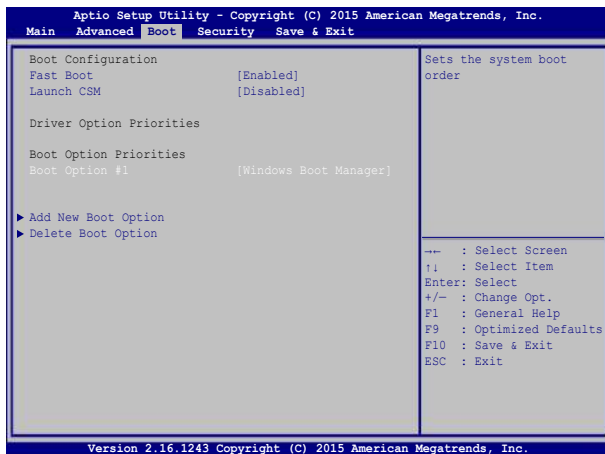 Aptio Setup Utility - Copyright (C) 2015 American Megatrends, Inc.
Main Advanced Boot Security Save & Exit
Boot Configuration
Fast Boot [Enabled]
Launch CSM [Disabled]
Driver Option Priorities
Boot Option Priorities
Boot Option #1 [Windows Boot Manager]
Add New Boot Option
Delete Boot Option
Sets the system boot
order
→← : Select Screen
↑↓ : Select Item
Enter: Select
+/— : Change Opt.
F1 : General Help
F9 : Optimized Defaults
F10 : Save & Exit
ESC : Exit
Version 2.16.1243 Copyright (C) 2015 American Megatrends, Inc.